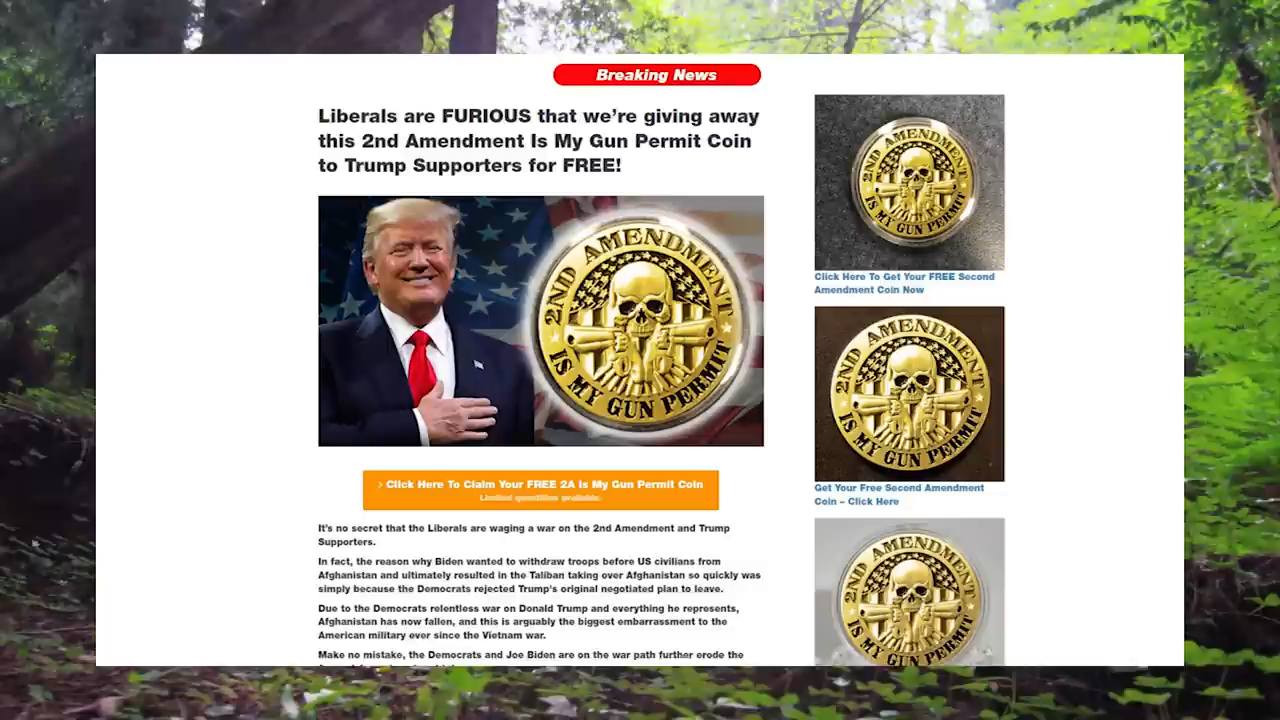 Breaking News
Liberals are FURIOUS that we're giving away
this 2nd Amendment Is My Gun Permit Coin
to Trump Supporters for FREE!
2ND AMENDMENT
IS MY GUN PERMIT
› Click Here To Claim Your FREE 2A Is My Gun Permit Coin
Limited quantities available.
It's no secret that the Liberals are waging a war on the 2nd Amendment and Trump
Supporters.
In fact, the reason why Biden wanted to withdraw troops before US civilians from
Afghanistan and ultimately resulted in the Taliban taking over Afghanistan so quickly was
simply because the Democrats rejected Trump's original negotiated plan to leave.
Due to the Democrats relentless war on Donald Trump and everything he represents,
Afghanistan has now fallen, and this is arguably the biggest embarrassment to the
American military ever since the Vietnam war.
Make no mistake, the Democrats and Joe Biden are on the war path further erode the
2ND AMENDMENT
IS MY GUN PERMIT
Click Here To Get Your FREE Second
Amendment Coin Now
2ND AMENDMENT
IS MY GUN PERMIT
Get Your Free Second Amendment
Coin – Click Here
2ND AMENDMENT
IS MY GUN PERMIT